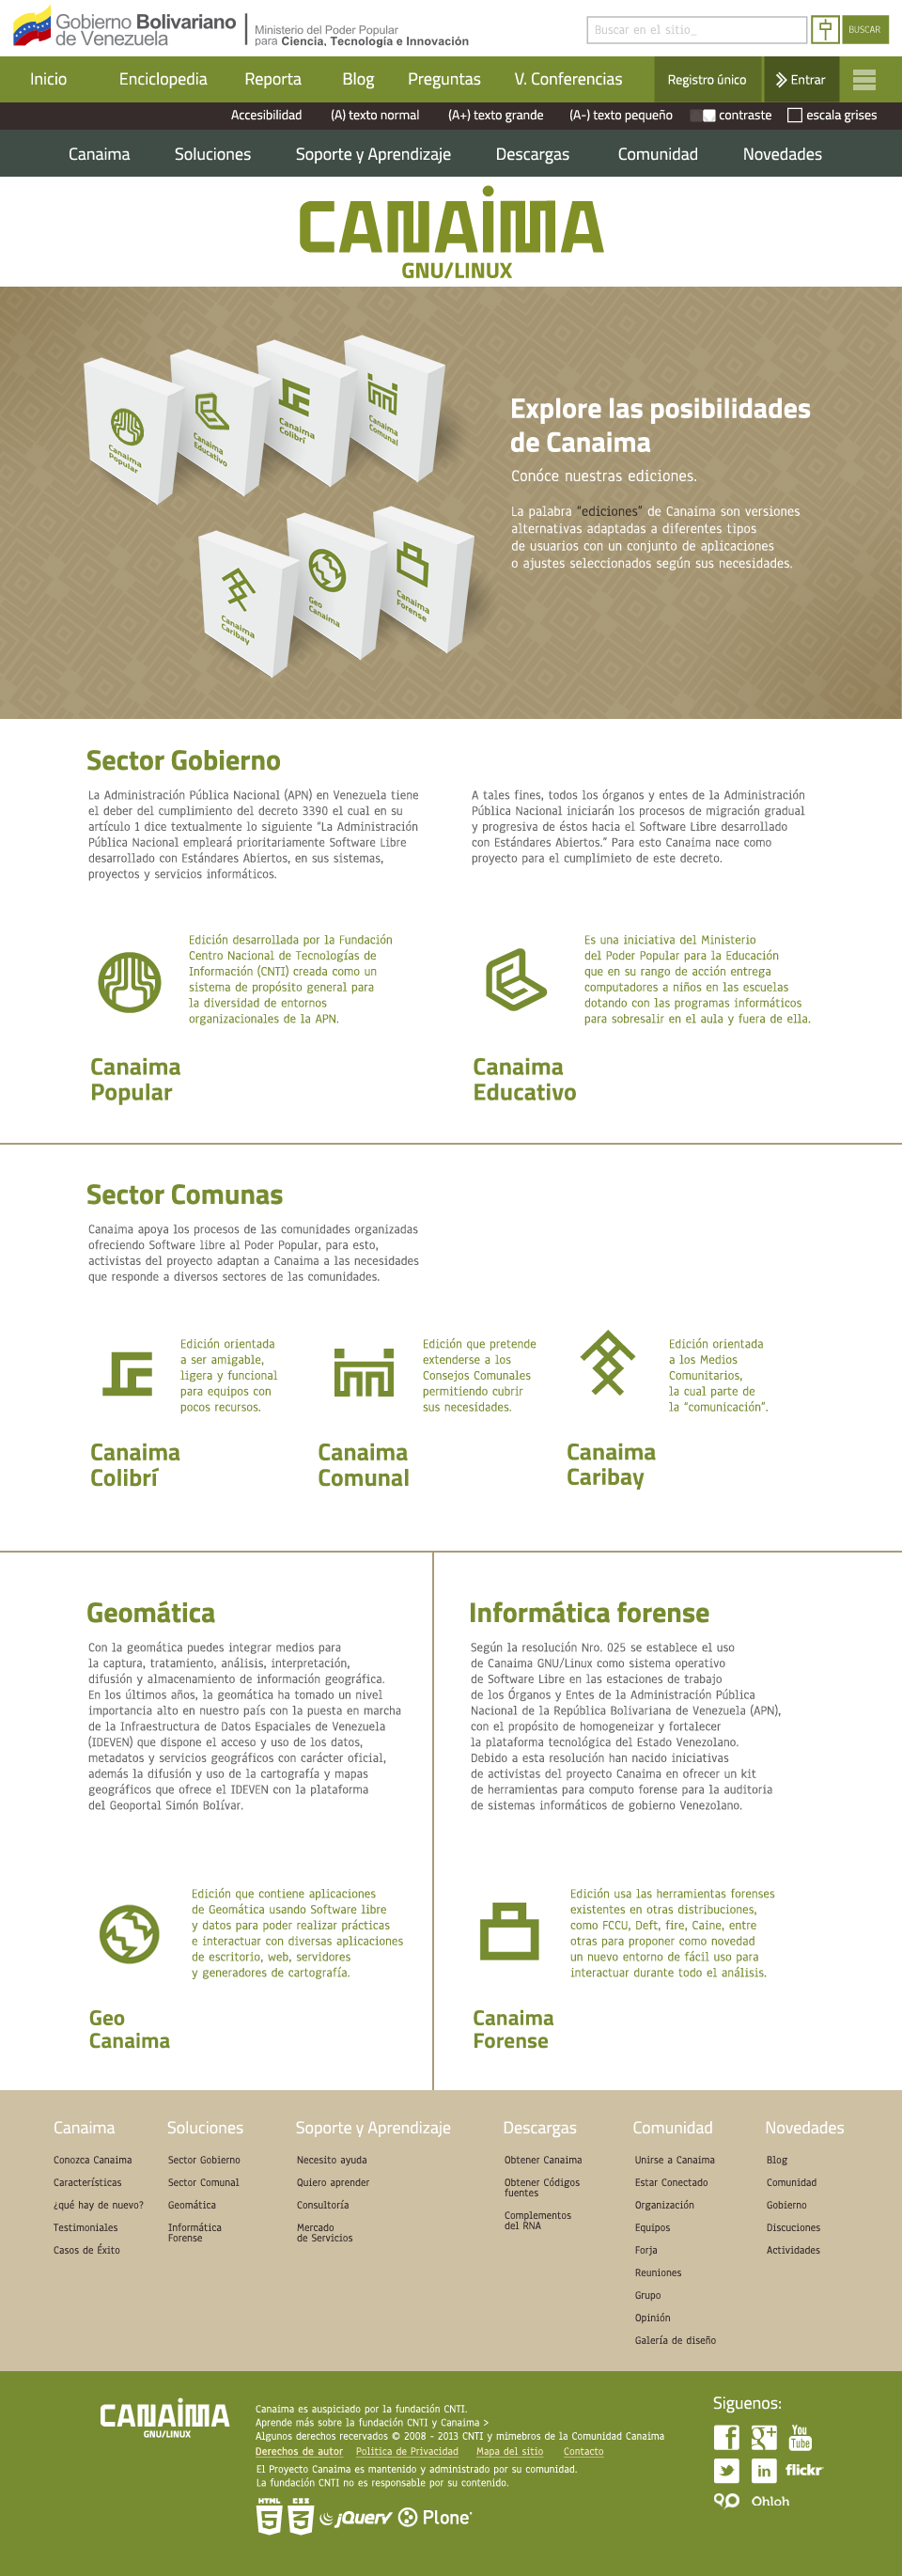 Gobierno Bolivariano
de Venezuela
Ministerio del Poder Popular
para Ciencia, Tecnología e Innovación
Buscar en el sitio_
BUSCAR
Inicio Enciclopedia Reporta Blog Preguntas V. Conferencias Registro único Entrar
Accesibilidad (A) texto normal (A+) texto grande (A-) texto pequeño contraste escala grises
Canaima Soluciones Soporte y Aprendizaje Descargas Comunidad Novedades
CANAIMA
GNU/LINUX
Canaima
Popular
Canaima
Educativo
Canaima
Colibrí
Canaima
Comunal
Canaima
Caribay
Geo
Canaima
Canaima
Forense
Explore las posibilidades
de Canaima
Conóce nuestras ediciones.
La palabra “ediciones” de Canaima son versiones
alternativas adaptadas a diferentes tipos
de usuarios con un conjunto de aplicaciones
o ajustes seleccionados según sus necesidades.
Sector Gobierno
La Administración Pública Nacional (APN) en Venezuela tiene
el deber del cumplimiento del decreto 3390 el cual en su
artículo 1 dice textualmente lo siguiente “La Administración
Pública Nacional empleará prioritariamente Software Libre
desarrollado con Estándares Abiertos, en sus sistemas,
proyectos y servicios informáticos.
A tales fines, todos los órganos y entes de la Administración
Pública Nacional iniciarán los procesos de migración gradual
y progresiva de éstos hacia el Software Libre desarrollado
con Estándares Abiertos.” Para esto Canaima nace como
proyecto para el cumplimieto de este decreto.
Edición desarrollada por la Fundación
Centro Nacional de Tecnologías de
Información (CNTI) creada como un
sistema de propósito general para
la diversidad de entornos
organizacionales de la APN.
Canaima
Popular
Es una iniciativa del Ministerio
del Poder Popular para la Educación
que en su rango de acción entrega
computadores a niños en las escuelas
dotando con las programas informáticos
para sobresalir en el aula y fuera de ella.
Canaima
Educativo
Sector Comunas
Canaima apoya los procesos de las comunidades organizadas
ofreciendo Software libre al Poder Popular, para esto,
activistas del proyecto adaptan a Canaima a las necesidades
que responde a diversos sectores de las comunidades.
Edición orientada
a ser amigable,
ligera y funcional
para equipos con
pocos recursos.
Canaima
Colibrí
Edición que pretende
extenderse a los
Consejos Comunales
permitiendo cubrir
sus necesidades.
Canaima
Comunal
Edición orientada
a los Medios
Comunitarios,
la cual parte de
la “comunicación”.
Canaima
Caribay
Geomática
Con la geomática puedes integrar medios para
la captura, tratamiento, análisis, interpretación,
difusión y almacenamiento de información geográfica.
En los últimos años, la geomática ha tomado un nivel
importancia alto en nuestro país con la puesta en marcha
de la Infraestructura de Datos Espaciales de Venezuela
(IDEVEN) que dispone el acceso y uso de los datos,
metadatos y servicios geográficos con carácter oficial,
además la difusión y uso de la cartografía y mapas
geográficos que ofrece el IDEVEN con la plataforma
del Geoportal Simón Bolívar.
Edición que contiene aplicaciones
de Geomática usando Software libre
y datos para poder realizar prácticas
e interactuar con diversas aplicaciones
de escritorio, web, servidores
y generadores de cartografía.
Geo
Canaima
Informática forense
Según la resolución Nro. 025 se establece el uso
de Canaima GNU/Linux como sistema operativo
de Software Libre en las estaciones de trabajo
de los Órganos y Entes de la Administración Pública
Nacional de la República Bolivariana de Venezuela (APN),
con el propósito de homogeneizar y fortalecer
la plataforma tecnológica del Estado Venezolano.
Debido a esta resolución han nacido iniciativas
de activistas del proyecto Canaima en ofrecer un kit
de herramientas para computo forense para la auditoria
de sistemas informáticos de gobierno Venezolano.
Edición usa las herramientas forenses
existentes en otras distribuciones,
como FCCU, Deft, fire, Caine, entre
otras para proponer como novedad
un nuevo entorno de fácil uso para
interactuar durante todo el análisis.
Canaima
Forense
Canaima
Conozca Canaima
Características
¿qué hay de nuevo?
Testimoniales
Casos de Éxito
Soluciones
Sector Gobierno
Sector Comunal
Geomática
Informática
Forense
Soporte y Aprendizaje
Necesito ayuda
Quiero aprender
Consultoría
Mercado
de Servicios
Descargas
Obtener Canaima
Obtener Códigos
fuentes
Complementos
del RNA
Comunidad
Unirse a Canaima
Estar Conectado
Organización
Equipos
Forja
Reuniones
Grupo
Opinión
Galería de diseño
Novedades
Blog
Comunidad
Gobierno
Discuciones
Actividades
CANAIMA
GNU/LINUX
Canaima es auspiciado por la fundación CNTI.
Aprende más sobre la fundación CNTI y Canaima >
Algunos derechos recervados © 2008 - 2013 CNTI y mimebros de la Comunidad Canaima
Derechos de autor Politica de Privacidad Mapa del sitio Contacto
El Proyecto Canaima es mantenido y administrado por su comunidad.
La fundación CNTI no es responsable por su contenido.
HTML 5 CSS 3 jQuery Plone
Siguenos:
f g+ You Tube
in flickr
Ohloh